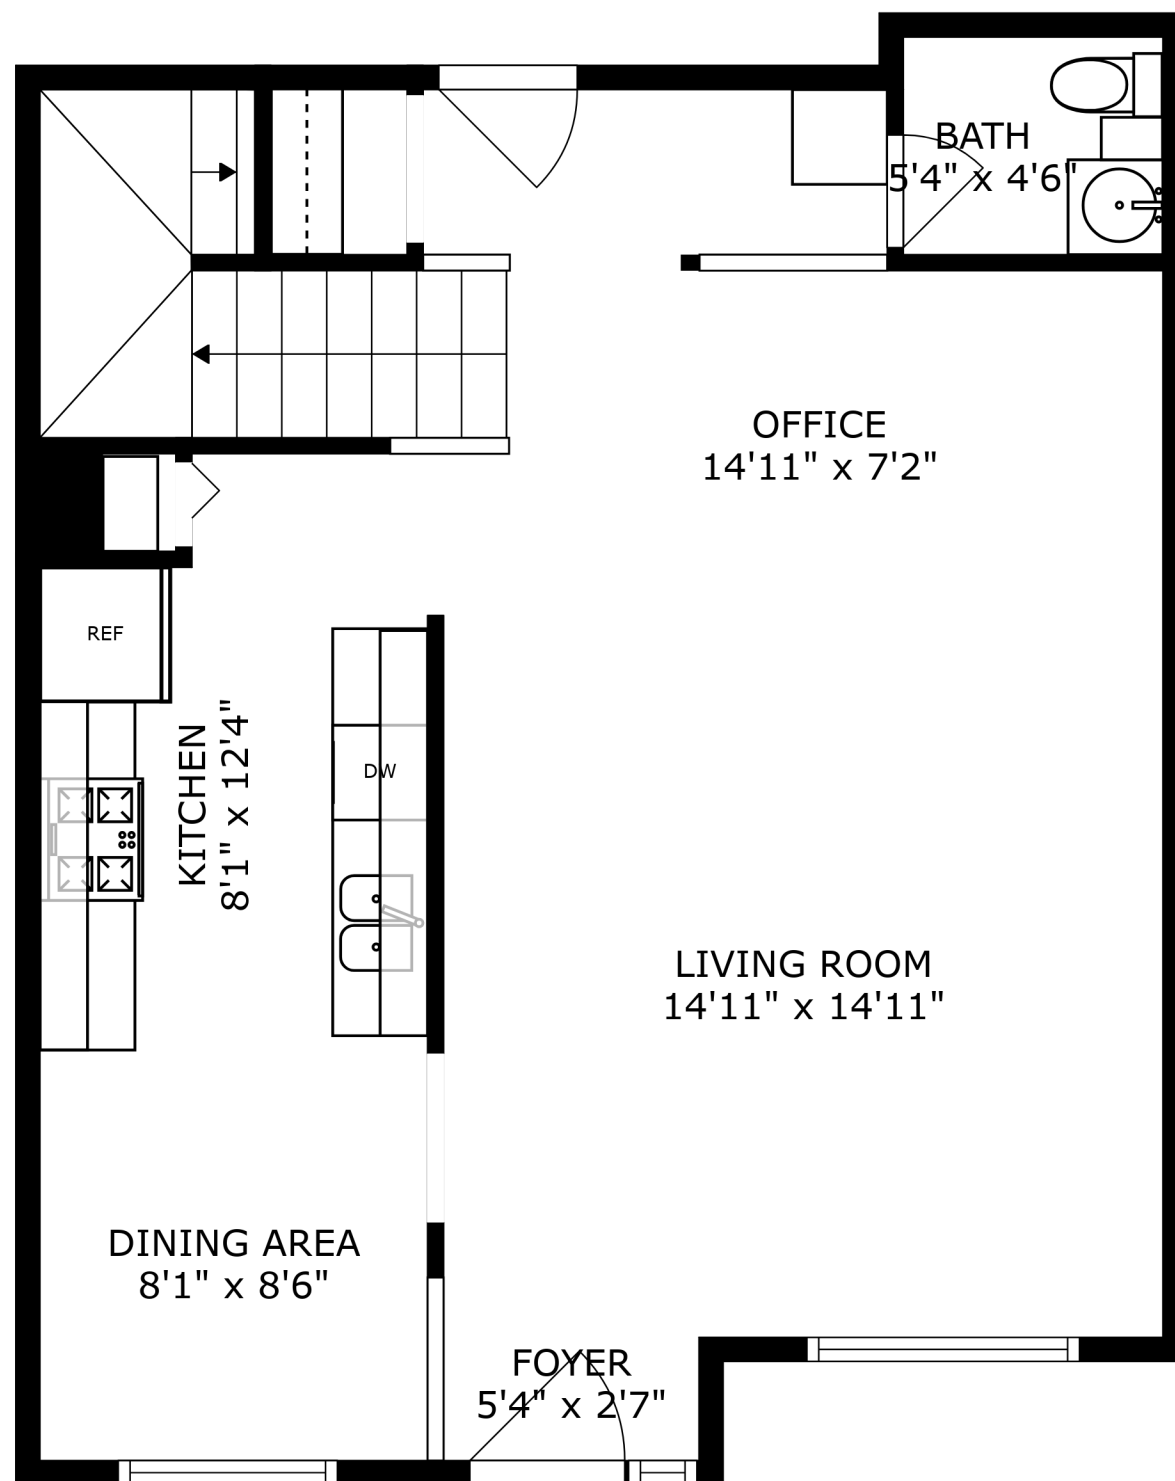 BATH
5'4" x 4'6"
OFFICE
14'11" x 7'2"
REF
KITCHEN
8'1" x 12'4"
DW
LIVING ROOM
14'11" x 14'11"
DINING AREA
8'1" x 8'6"
FOYER
5'4" x 2'7"